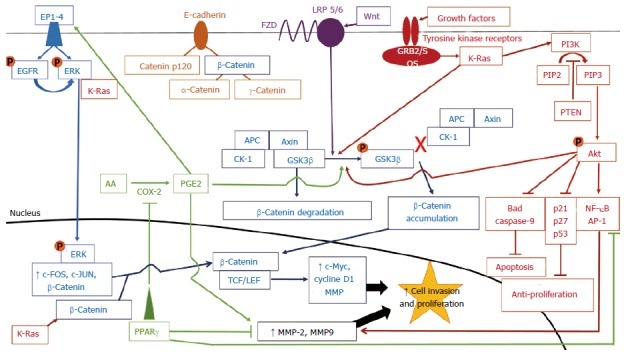 EP1-4
E-cadherin
FZD
LRP 5/6
Wnt
Growth factors
Tyrosine kinase receptors
GRB2/S
OS
K-Ras
PI3K
PIP2
PIP3
PTEN
P
EGFR
P
ERK
K-Ras
Catenin p120
β-Catenin
α-Catenin
γ-Catenin
APC
Axin
CK-1
GSK3β
P
GSK3β
X
APC
Axin
CK-1
P
Akt
AA
COX-2
PGE2
β-Catenin degradation
β-Catenin
accumulation
Bad
caspase-9
p21
p27
p53
NF-κB
AP-1
Nucleus
P
ERK
↑ c-FOS, c-JUN,
β-Catenin
β-Catenin
TCF/LEF
↑ c-Myc,
cycline D1
MMP
↑ Cell invasion
and proliferation
Apoptosis
Anti-proliferation
β-Catenin
K-Ras
PPARγ
↑ MMP-2, MMP9